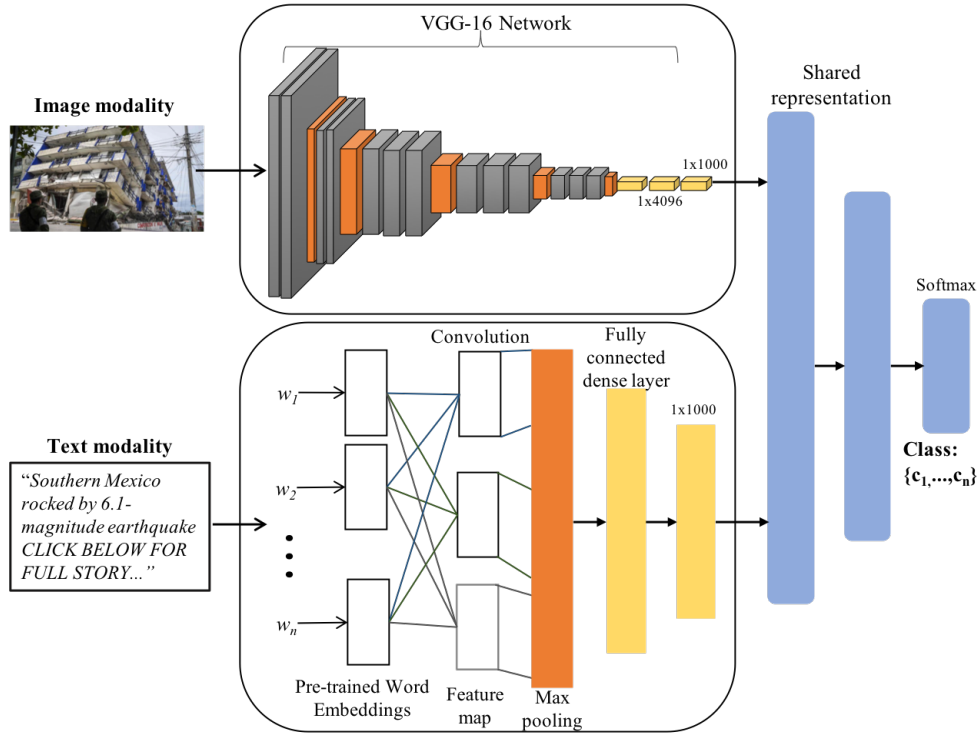 VGG-16 Network
Image modality
1x4096
1x1000
Shared
representation
Softmax
Class:
{c1,...,cn}
Text modality
“Southern Mexico
rocked by 6.1-
magnitude earthquake
CLICK BELOW FOR
FULL STORY...”
w1
w2
wn
Pre-trained Word
Embeddings
Convolution
Feature
map
Max
pooling
Fully
connected
dense layer
1x1000